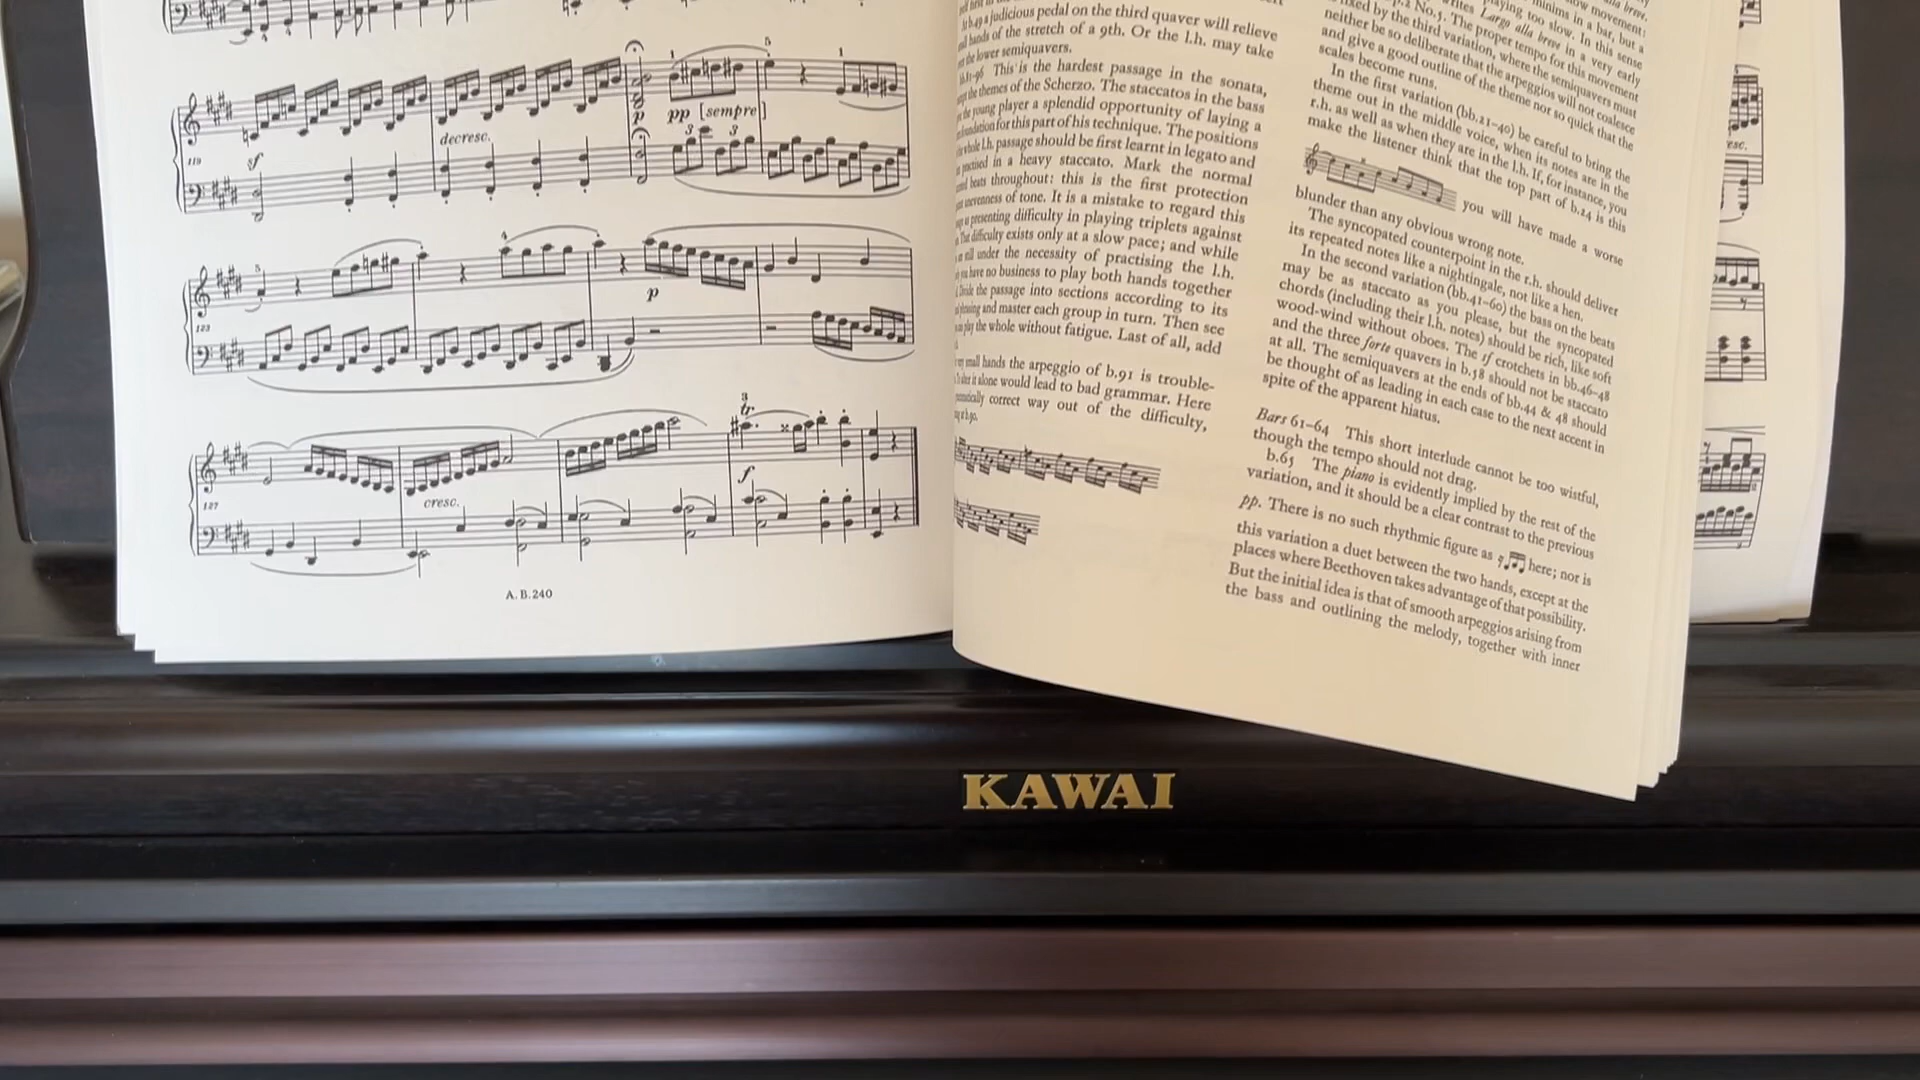 119
sf
decresc.
p
pp [sempre]
1
5
1
3
3
123
5
4
p
127
cresc.
3
tr
f
A. B. 240
At b.49 a judicious pedal on the third quaver will relieve
hands of the stretch of a 9th. Or the l.h. may take
the lower semiquavers.
This is the hardest passage in the sonata,
the themes of the Scherzo. The staccatos in the bass
the young player a splendid opportunity of laying a
foundation for this part of his technique. The positions
whole l.h. passage should be first learnt in legato and
practised in a heavy staccato. Mark the normal
beats throughout: this is the first protection
unevenness of tone. It is a mistake to regard this
as presenting difficulty in playing triplets against
That difficulty exists only at a slow pace; and while
still under the necessity of practising the l.h.
you have no business to play both hands together
Divide the passage into sections according to its
phrasing and master each group in turn. Then see
play the whole without fatigue. Last of all, add
small hands the arpeggio of b.91 is trouble-
alone would lead to bad grammar. Here
correct way out of the difficulty,
minims in a bar, but a
playing too slow. In this sense
writes Largo alla breve in a very early
No.5. The proper tempo for this movement
fixed by the third variation, where the semiquavers must
neither be so deliberate that the arpeggios will not coalesce
and give a good outline of the theme nor so quick that the
scales become runs.
In the first variation (bb.21–40) be careful to bring the
theme out in the middle voice, when its notes are in the
r.h. as well as when they are in the l.h. If, for instance, you
make the listener think that the top part of b.24 is this
you will have made a worse
blunder than any obvious wrong note.
The syncopated counterpoint in the r.h. should deliver
its repeated notes like a nightingale, not like a hen.
In the second variation (bb.41–60) the bass on the beats
may be as staccato as you please, but the syncopated
chords (including their l.h. notes) should be rich, like soft
wood-wind without oboes. The sf crotchets in bb.46–48
and the three forte quavers in b.58 should not be staccato
at all. The semiquavers at the ends of bb.44 & 48 should
be thought of as leading in each case to the next accent in
spite of the apparent hiatus.
Bars 61–64 This short interlude cannot be too wistful,
though the tempo should not drag.
b.65 The piano is evidently implied by the rest of the
variation, and it should be a clear contrast to the previous
pp. There is no such rhythmic figure as here; nor is
this variation a duet between the two hands, except at the
places where Beethoven takes advantage of that possibility.
But the initial idea is that of smooth arpeggios arising from
the bass and outlining the melody, together with inner
KAWAI